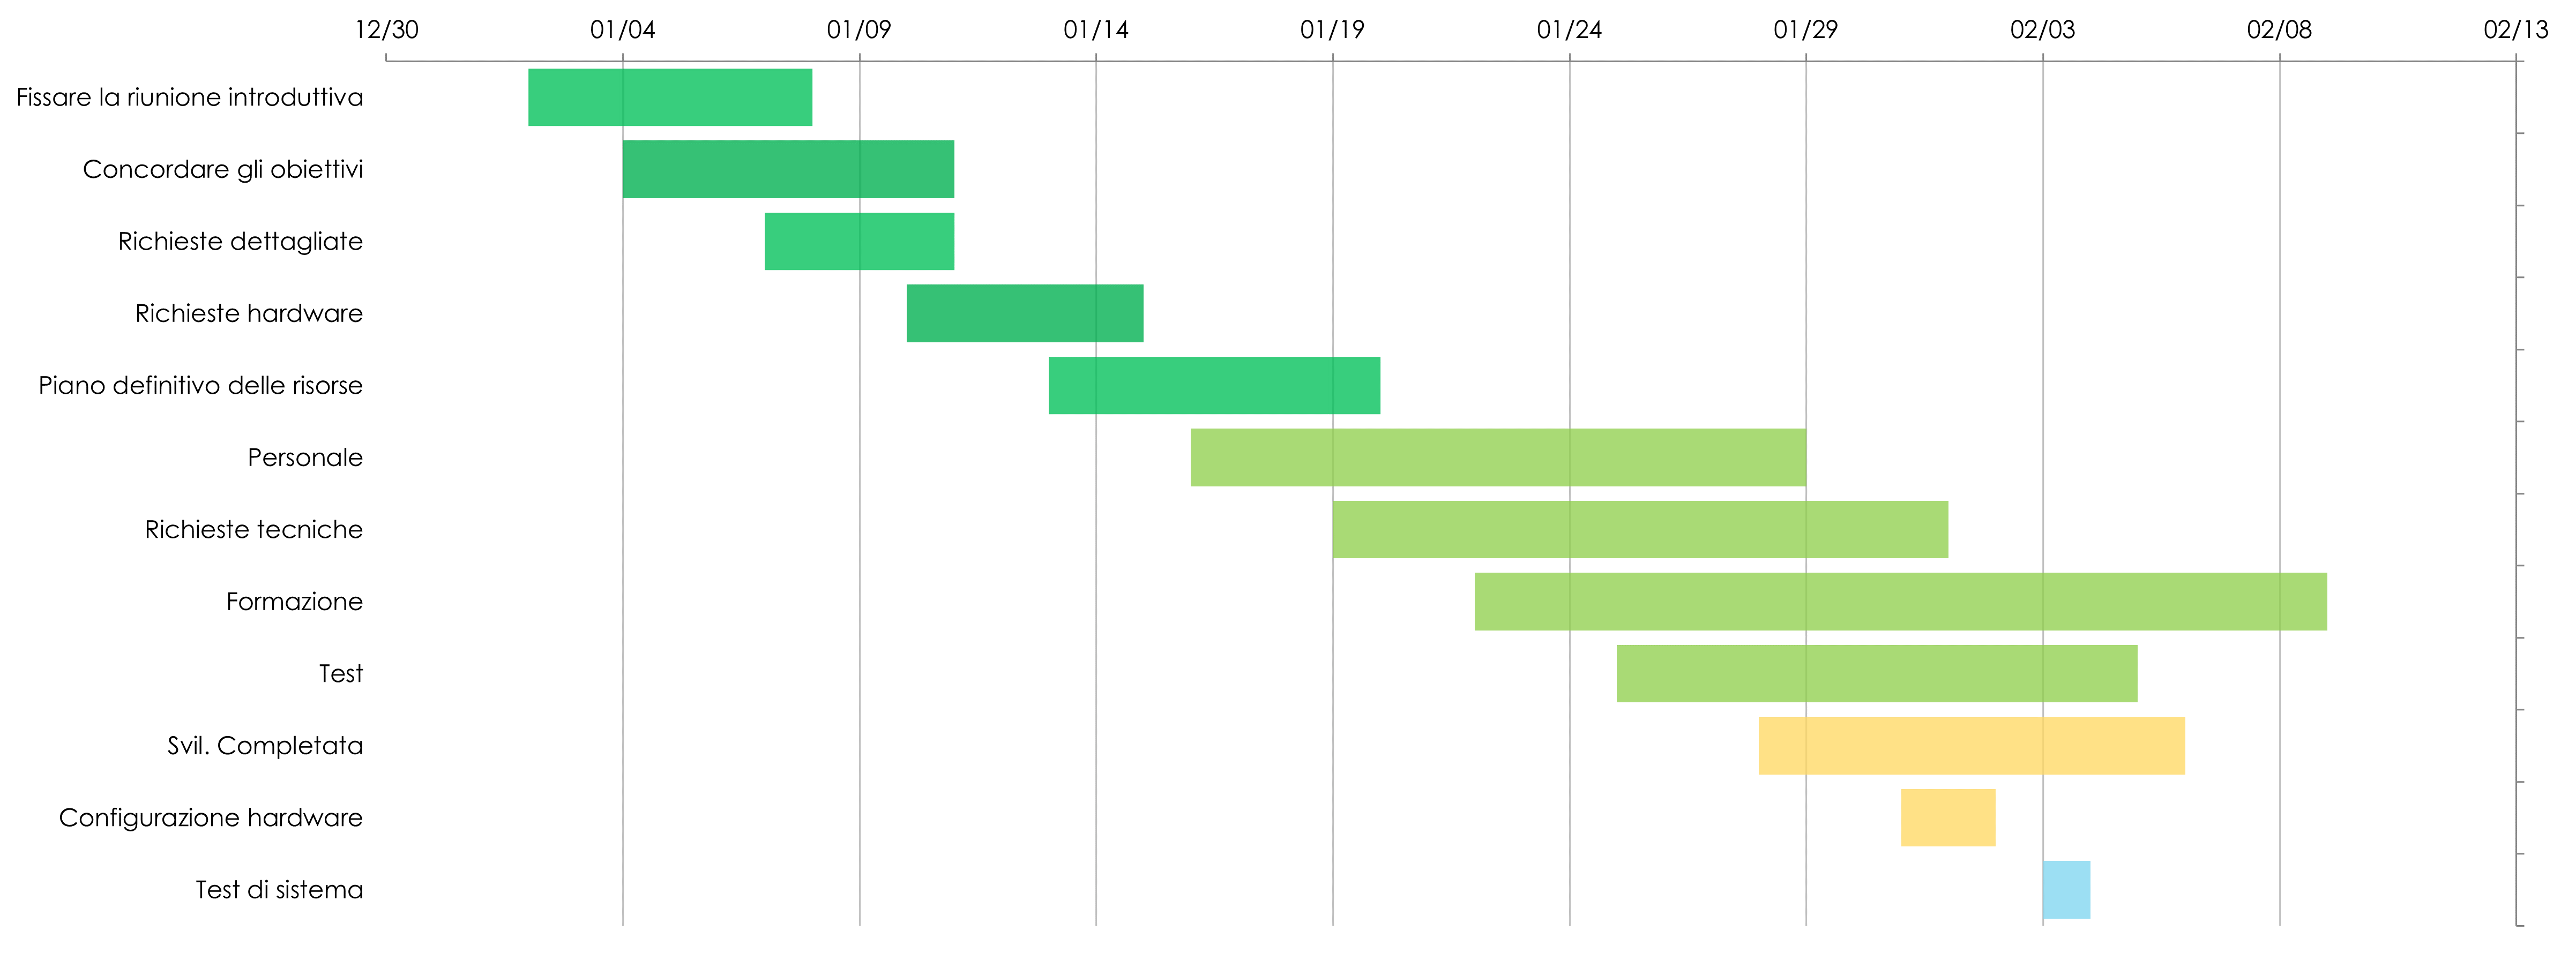 12/30 01/04 01/09 01/14 01/19 01/24 01/29 02/03 02/08 02/13
Fissare la riunione introduttiva
Concordare gli obiettivi
Richieste dettagliate
Richieste hardware
Piano definitivo delle risorse
Personale
Richieste tecniche
Formazione
Test
Svil. Completata
Configurazione hardware
Test di sistema